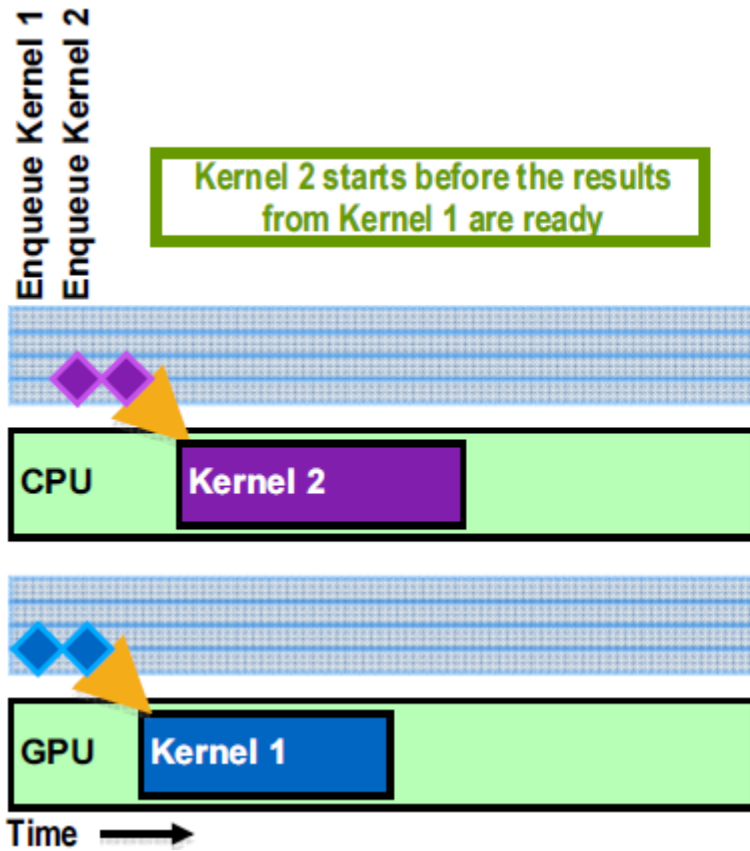 Enqueue Kernel 1
Enqueue Kernel 2
Kernel 2 starts before the results
from Kernel 1 are ready
CPU
Kernel 2
GPU
Kernel 1
Time